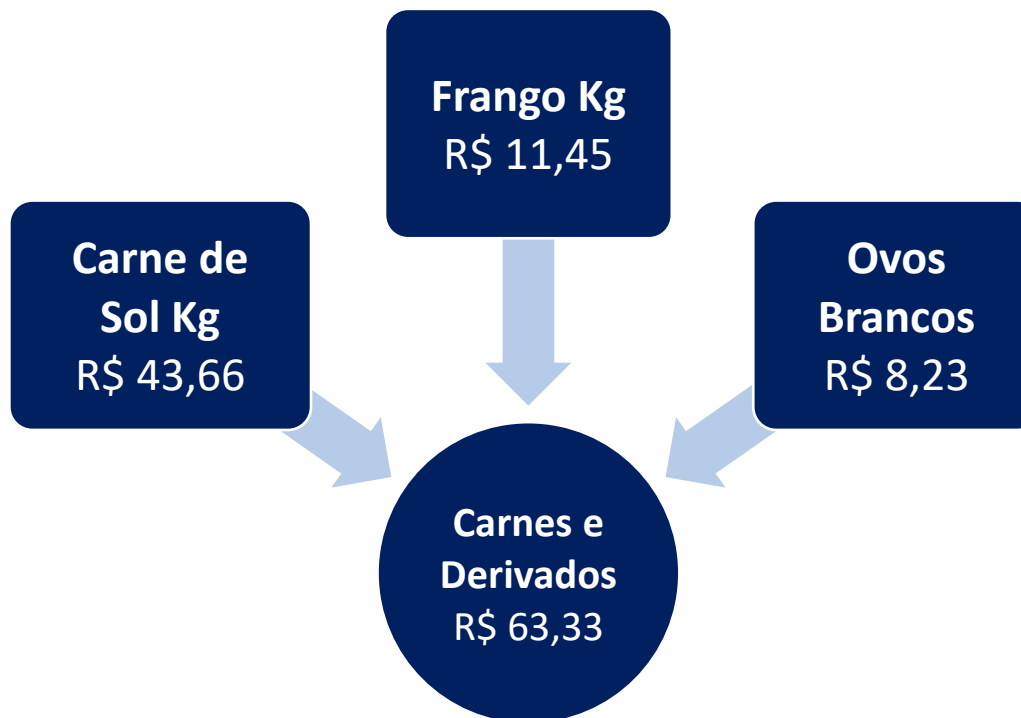 Frango Kg
R$ 11,45
Carne de
Sol Kg
R$ 43,66
Ovos
Brancos
R$ 8,23
Carnes e
Derivados
R$ 63,33